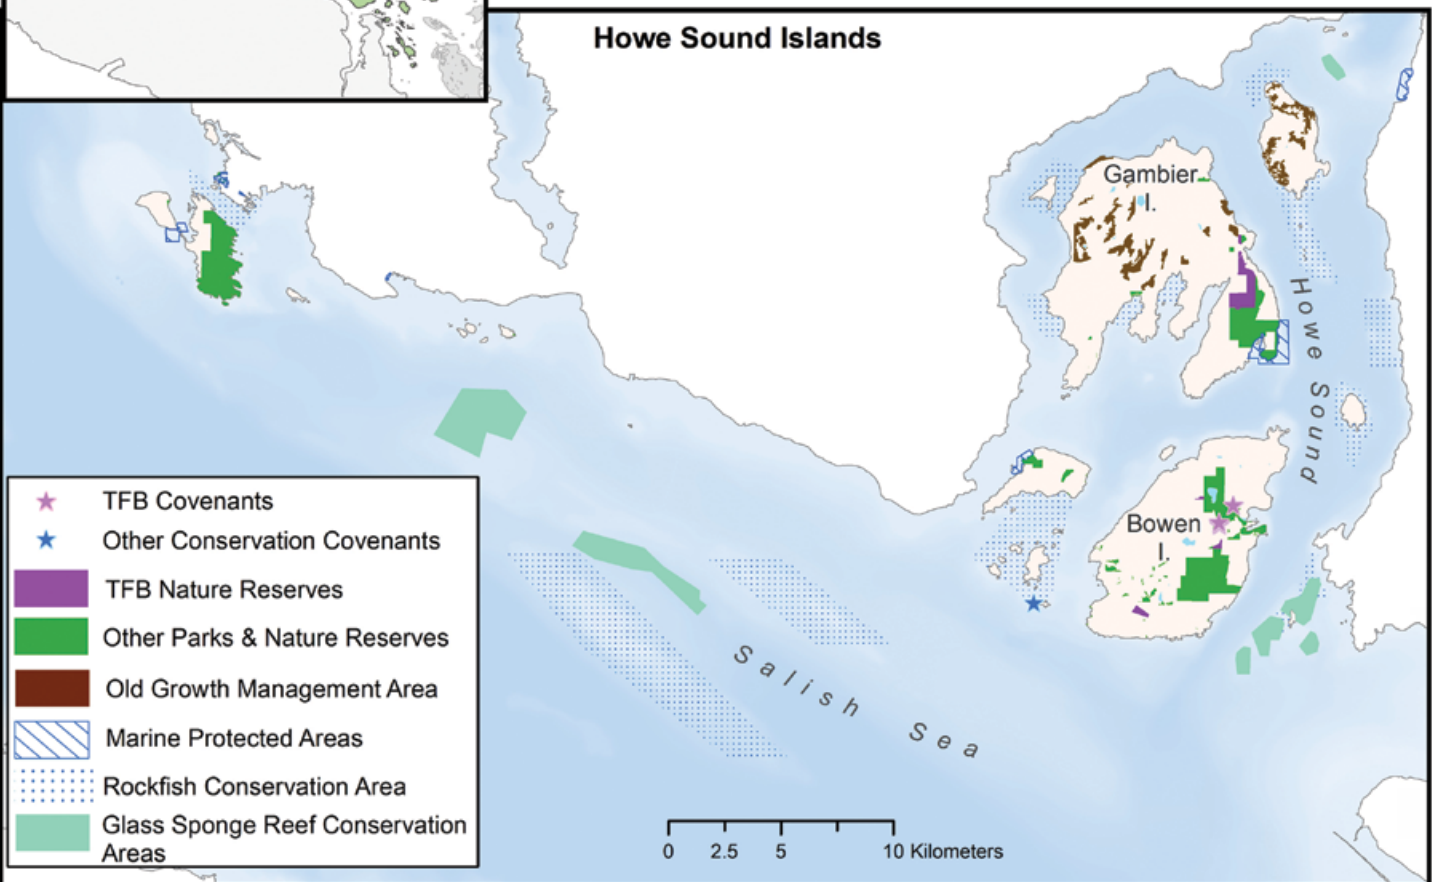 Howe Sound Islands
Gambier
I.
Howe Sound
Bowen
I.
Salish Sea
TFB Covenants
Other Conservation Covenants
TFB Nature Reserves
Other Parks & Nature Reserves
Old Growth Management Area
Marine Protected Areas
Rockfish Conservation Area
Glass Sponge Reef Conservation
Areas
0 2.5 5 10 Kilometers